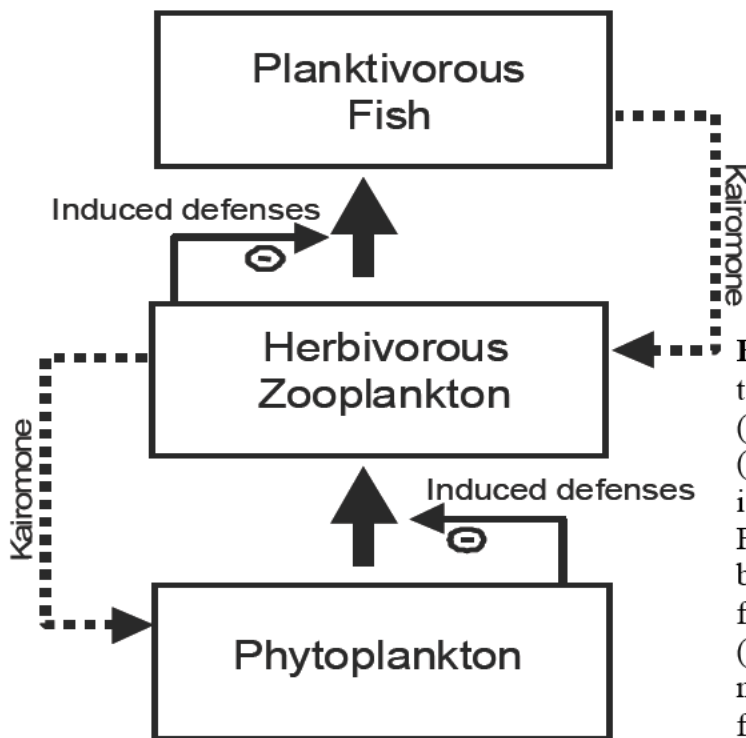 Planktivorous
Fish
Induced defenses
Kairomone
Herbivorous
Zooplankton
Kairomone
Induced defenses
Phytoplankton